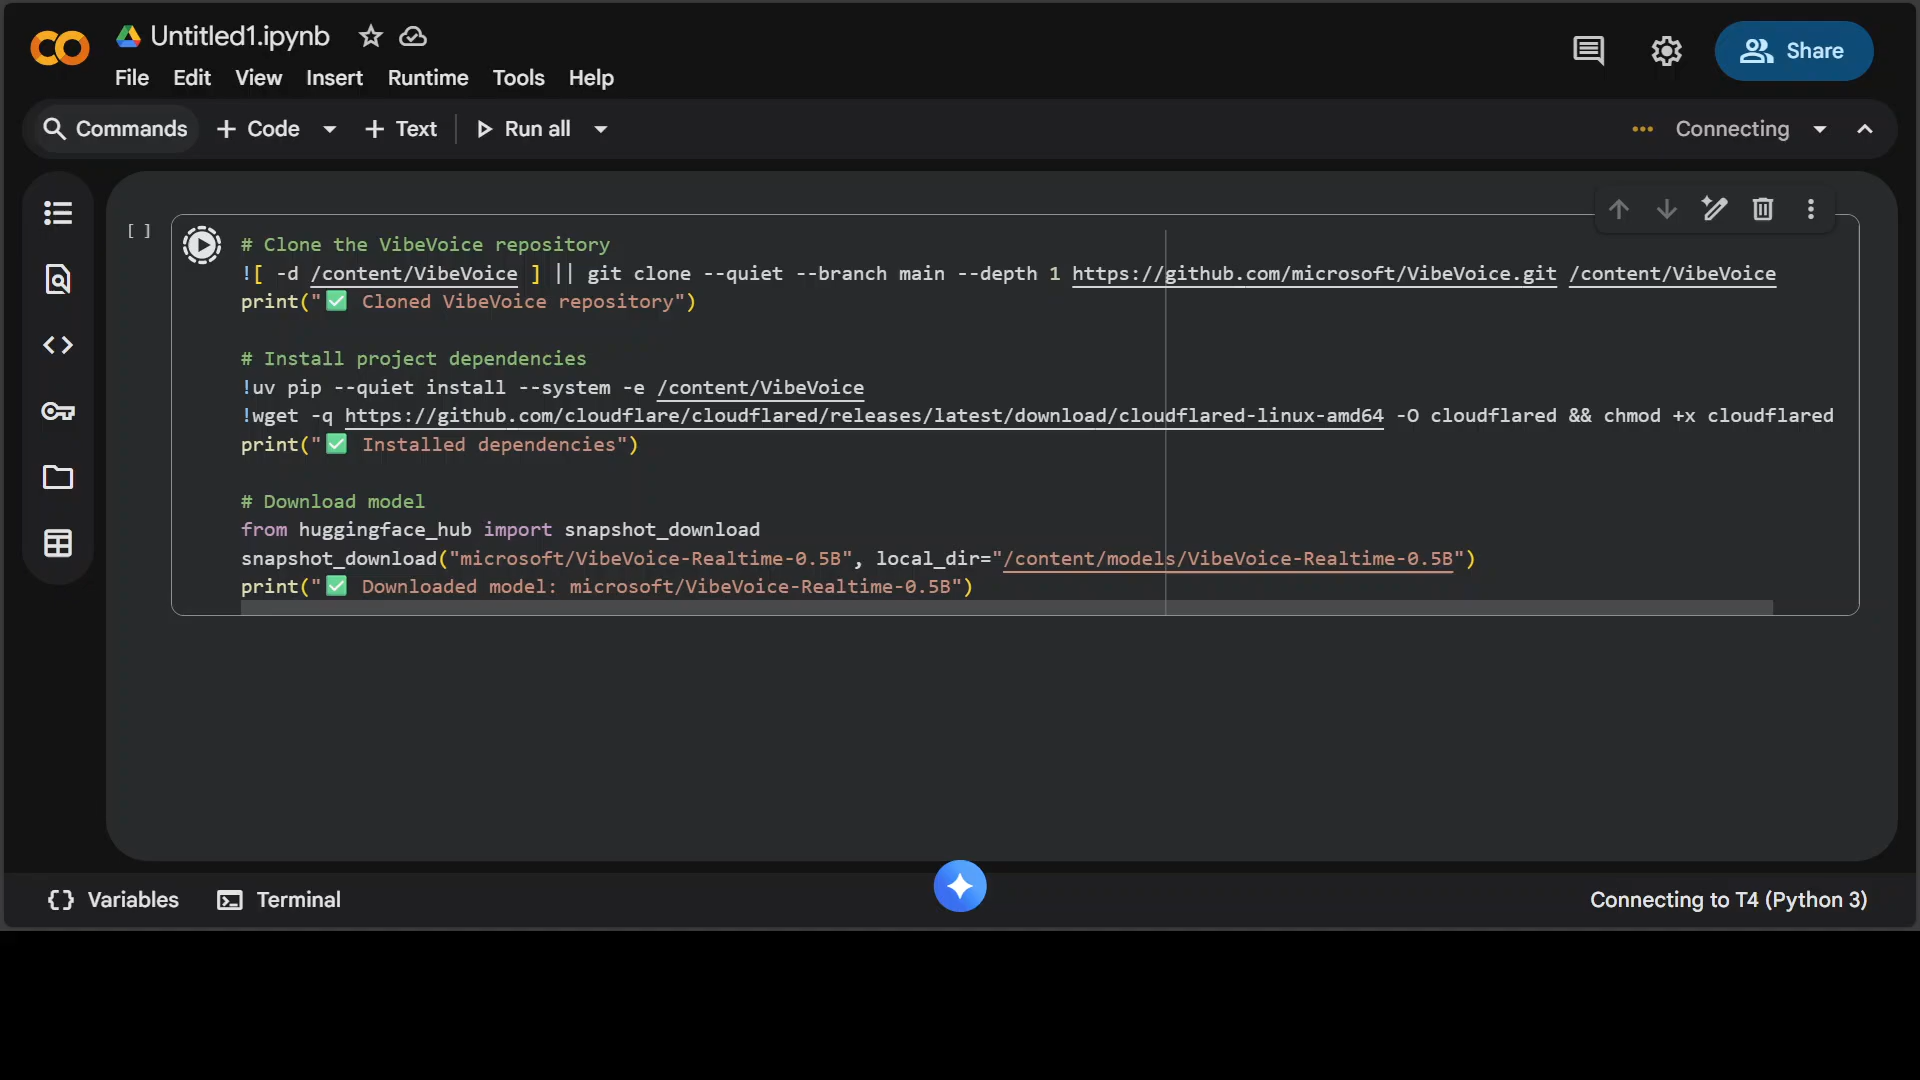 Untitled1.ipynb
File Edit View Insert Runtime Tools Help
Share
Commands + Code + Text Run all
Connecting
[ ]
# Clone the VibeVoice repository
![ -d /content/VibeVoice ] || git clone --quiet --branch main --depth 1 https://github.com/microsoft/VibeVoice.git /content/VibeVoice
print("✅ Cloned VibeVoice repository")
# Install project dependencies
!uv pip --quiet install --system -e /content/VibeVoice
!wget -q https://github.com/cloudflare/cloudflared/releases/latest/download/cloudflared-linux-amd64 -O cloudflared && chmod +x cloudflared
print("✅ Installed dependencies")
# Download model
from huggingface_hub import snapshot_download
snapshot_download("microsoft/VibeVoice-Realtime-0.5B", local_dir="/content/models/VibeVoice-Realtime-0.5B")
print("✅ Downloaded model: microsoft/VibeVoice-Realtime-0.5B")
Variables Terminal
Connecting to T4 (Python 3)